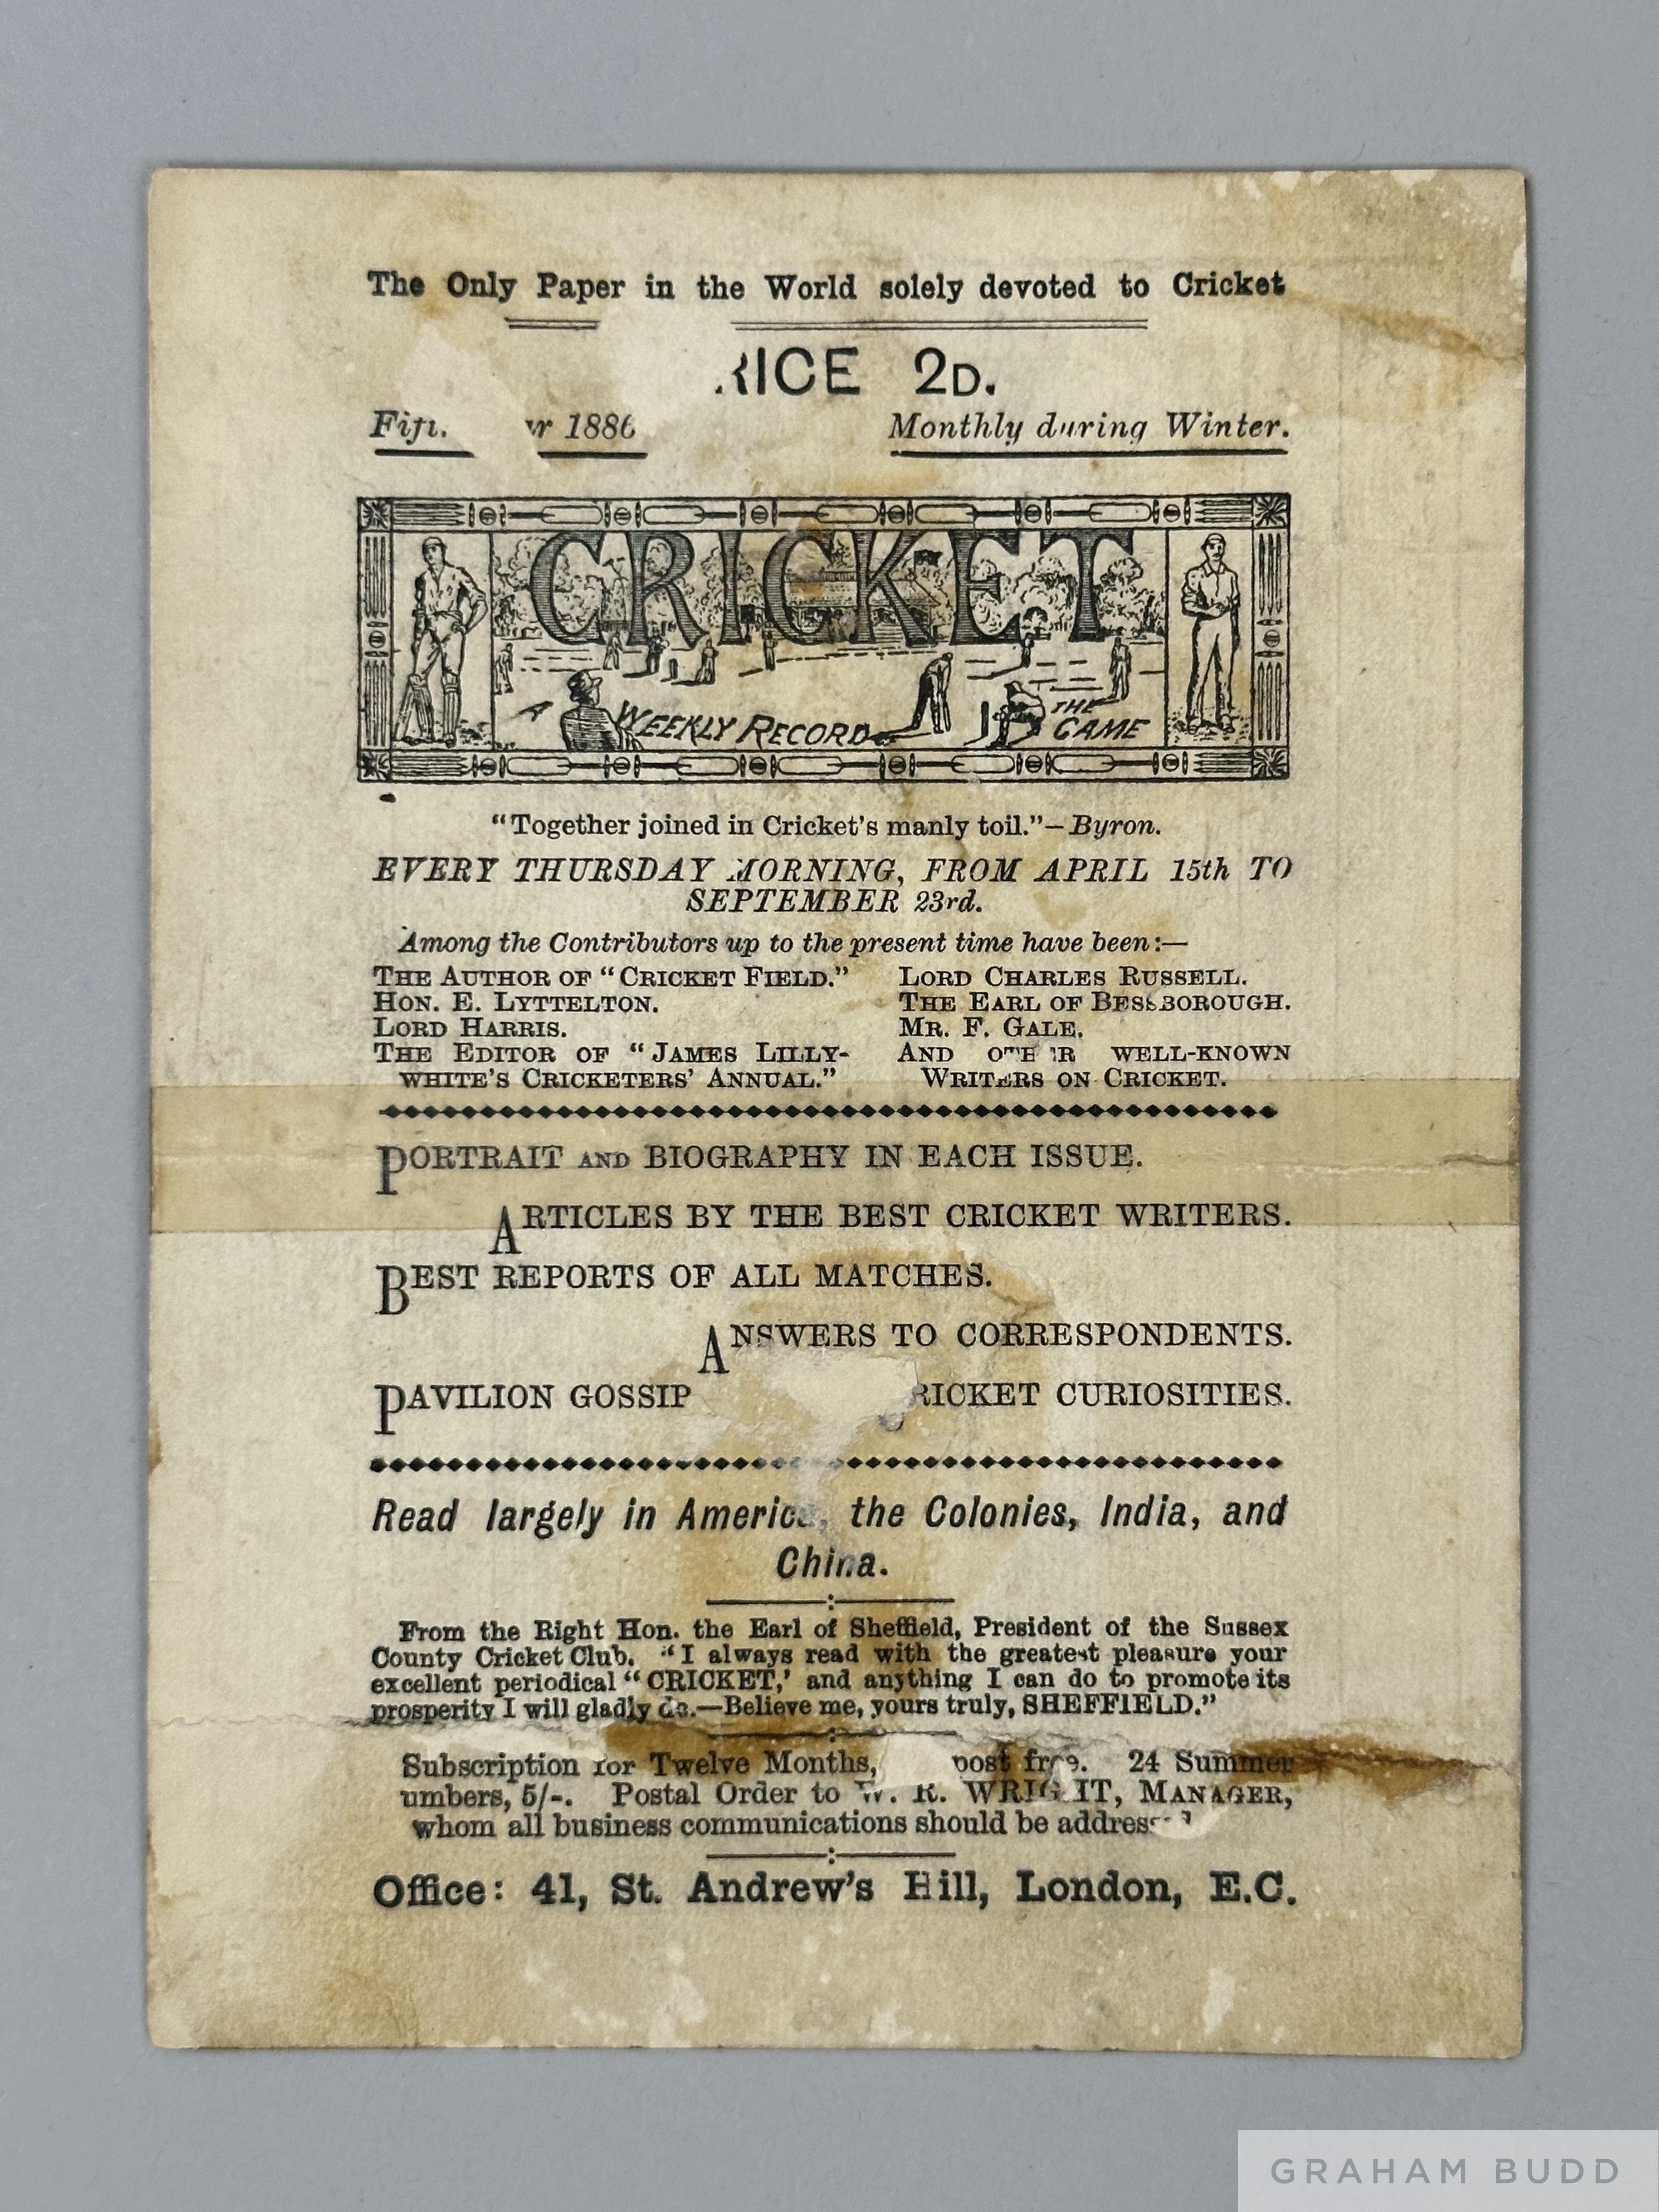 The Only Paper in the World solely devoted to Cricket
2D.
1886 Monthly during Winter.
CRICKET
A WEEKLY RECORD THE GAME
“Together joined in Cricket's manly toil.”—Byron.
EVERY THURSDAY MORNING, FROM APRIL 15th TO
SEPTEMBER 23rd.
Among the Contributors up to the present time have been:—
THE AUTHOR OF “CRICKET FIELD.”
HON. E. LYTTELTON.
LORD HARRIS.
THE EDITOR OF “JAMES LILLY-
WHITE'S CRICKETERS' ANNUAL.”
LORD CHARLES RUSSELL.
THE EARL OF BESSBOROUGH.
MR. F. GALE.
AND OTHER WELL-KNOWN
WRITERS ON CRICKET.
PORTRAIT AND BIOGRAPHY IN EACH ISSUE.
ARTICLES BY THE BEST CRICKET WRITERS.
BEST REPORTS OF ALL MATCHES.
ANSWERS TO CORRESPONDENTS.
PAVILION GOSSIP CURIOSITIES.
Read largely in America, the Colonies, India, and
China.
From the Right Hon. the Earl of Sheffield, President of the Sussex
County Cricket Club. “I always read with the greatest pleasure your
excellent periodical “CRICKET,' and anything I can do to promote its
prosperity I will gladly do.—Believe me, yours truly, SHEFFIELD.”
Subscription for Twelve Months, post free. 24 Summer
5/-. Postal Order to W. R. WRIGHT, MANAGER,
whom all business communications should be
Office: 41, St. Andrew's Hill, London, E.C.
GRAHAM BUDD